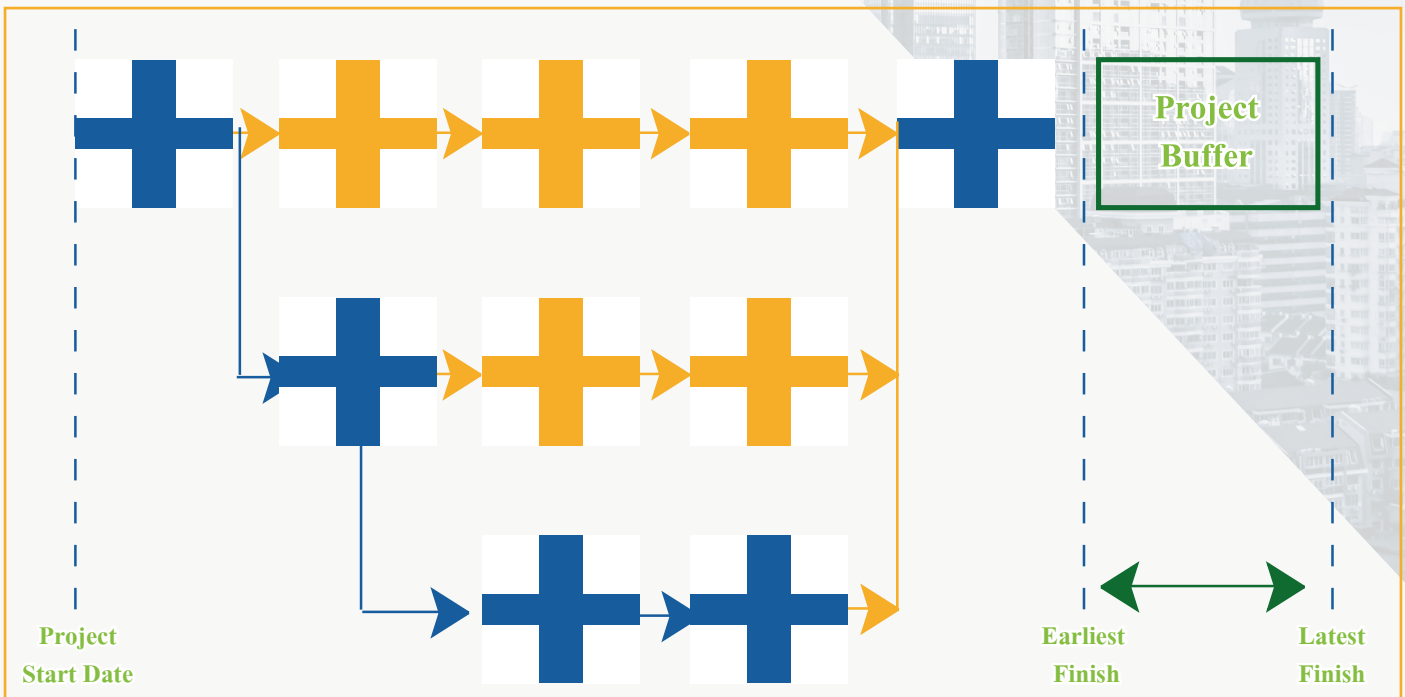 Project
Buffer
Project
Start Date
Earliest
Finish
Latest
Finish